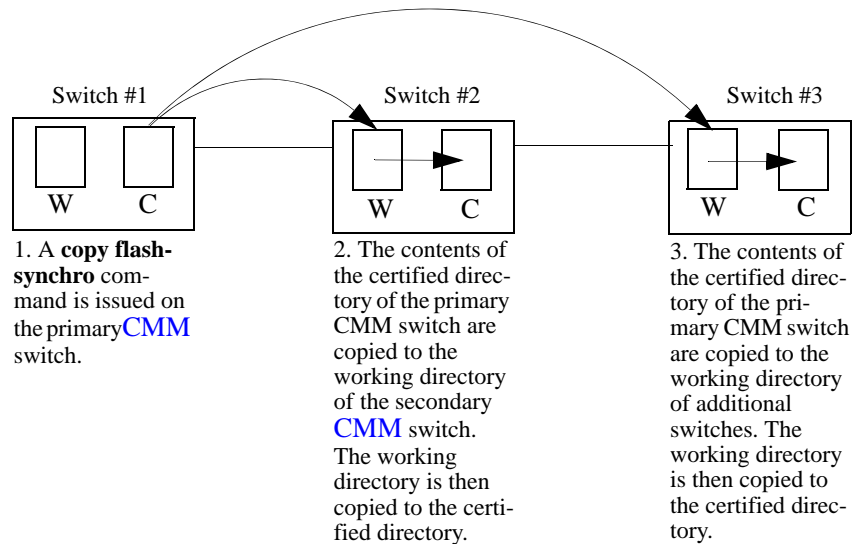 Switch #1
Switch #2
Switch #3
W
C
W
C
W
C
1. A copy flash-
synchro com-
mand is issued on
the primary CMM
switch.
2. The contents of
the certified direc-
tory of the primary
CMM switch are
copied to the
working directory
of the secondary
CMM switch.
The working
directory is then
copied to the certi-
fied directory.
3. The contents of
the certified direc-
tory of the pri-
mary CMM switch
are copied to the
working directory
of additional
switches. The
working directory
is then copied to
the certified direc-
tory.